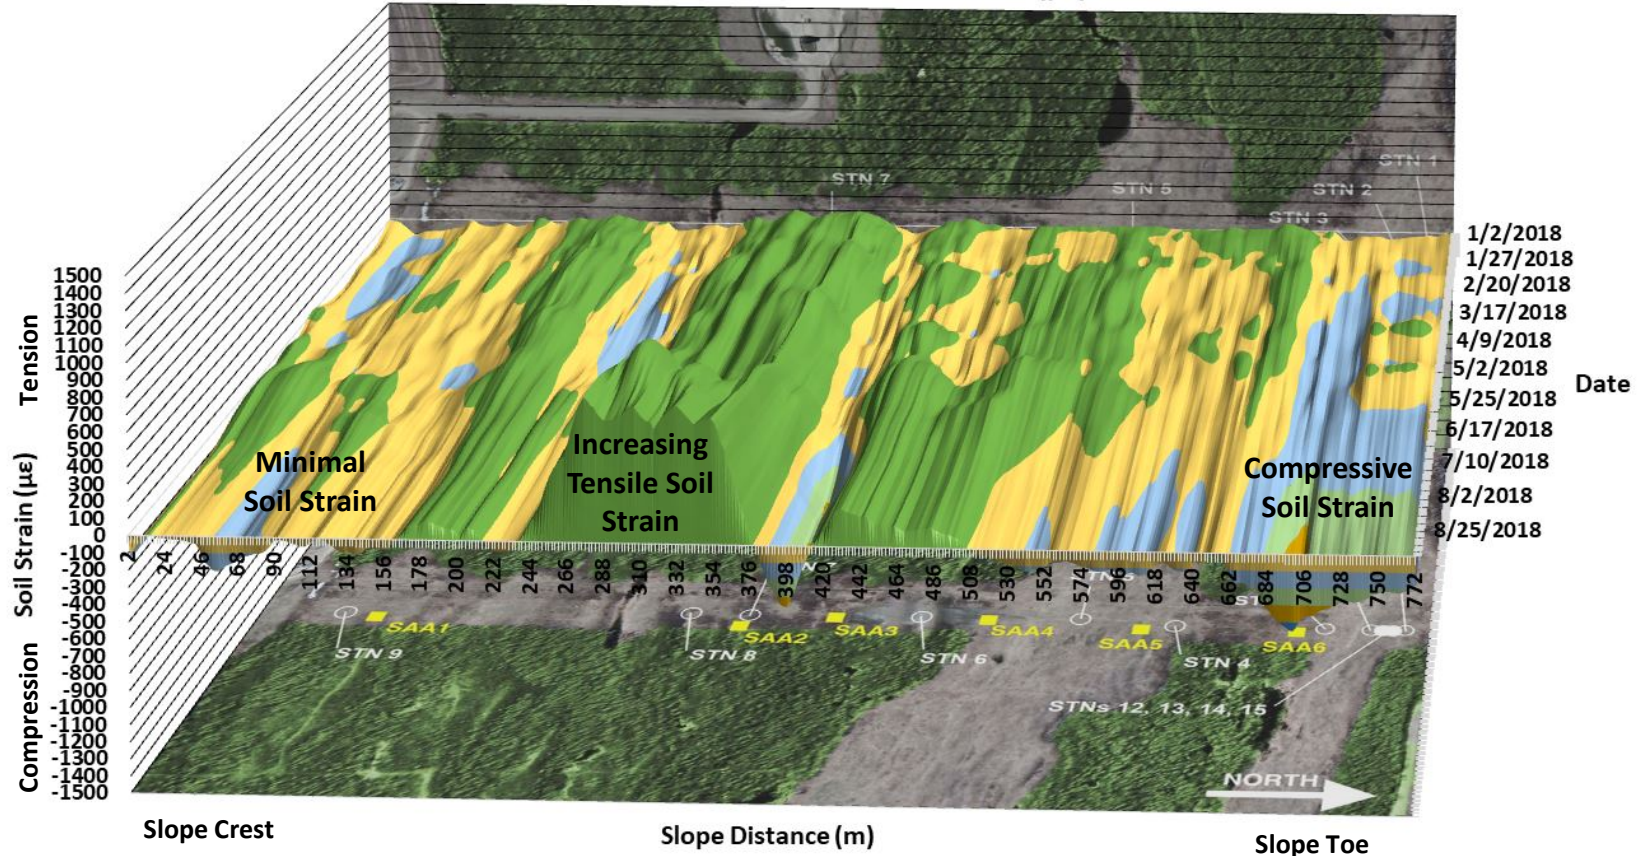 STN 1
STN 7
STN 5
STN 2
STN 3
1/2/2018
1/27/2018
2/20/2018
3/17/2018
4/9/2018
5/2/2018
5/25/2018
6/17/2018
7/10/2018
8/2/2018
8/25/2018
Date
Tension
Soil Strain (με)
Compression
1500
1400
1300
1200
1100
1000
900
800
700
600
500
400
300
200
100
0
-100
-200
-300
-400
-500
-600
-700
-800
-900
-1000
-1100
-1200
-1300
-1400
-1500
Minimal
Soil Strain
Increasing
Tensile Soil
Strain
Compressive
Soil Strain
2 24 46 68 90 112 134 156 178 200 222 244 266 288 310 332 354 376 398 420 442 464 486 508 530 552 574 596 618 640 662 684 706 728 750 772
SAA1
SAA2
SAA3
SAA4
SAA5
SAA6
STN 9
STN 8
STN 6
STN 4
STNs 12, 13, 14, 15
NORTH
Slope Crest
Slope Distance (m)
Slope Toe